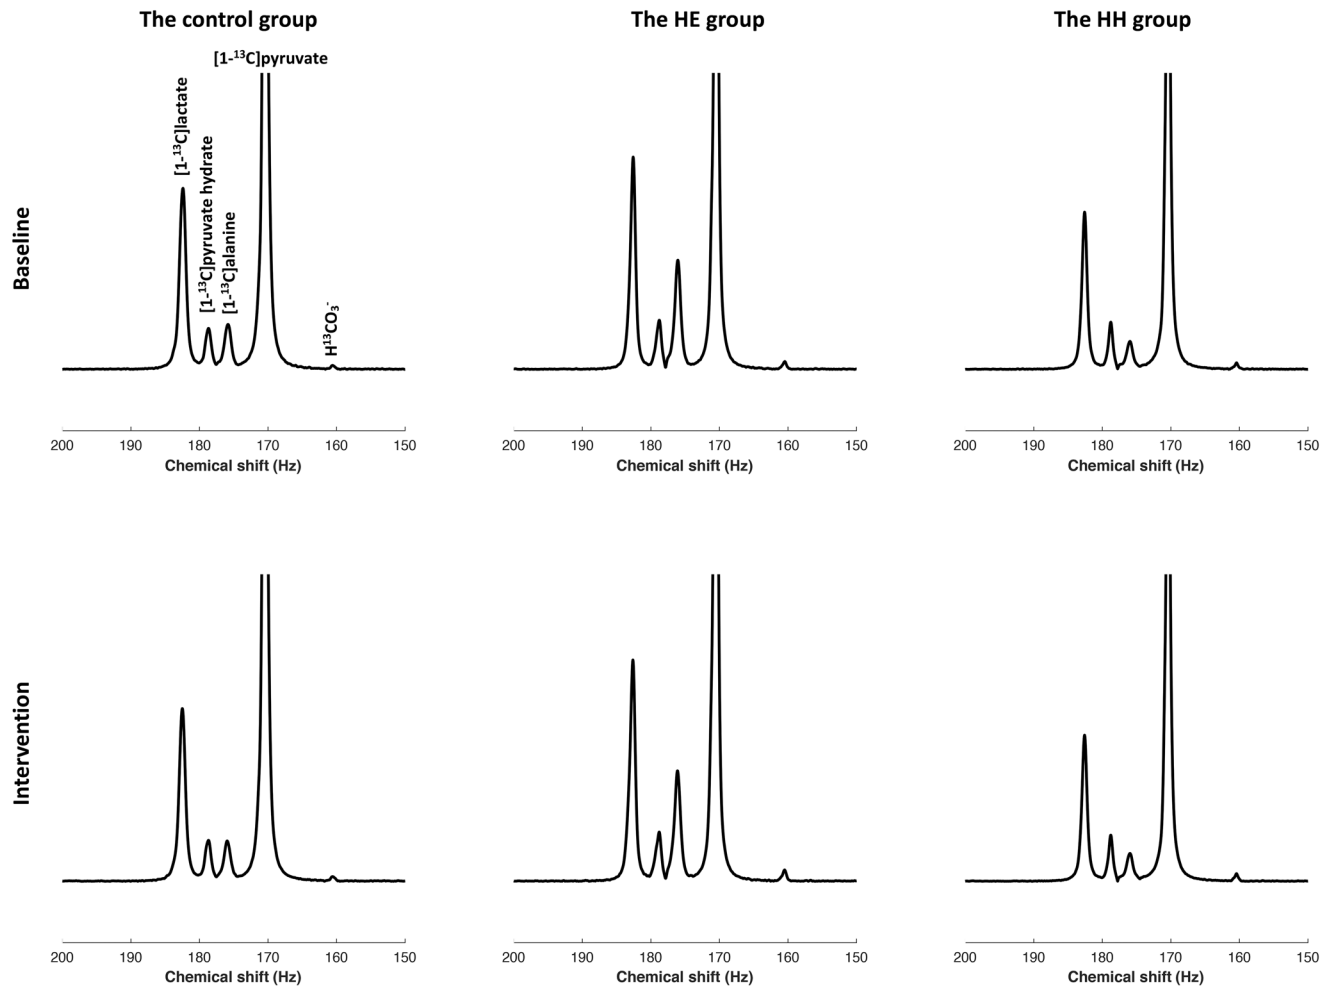 The control group
The HE group
The HH group
Baseline
[1-¹³C]lactate
[1-¹³C]pyruvate hydrate
[1-¹³C]alanine
[1-¹³C]pyruvate
H¹³CO₃⁻
200 190 180 170 160 150
Chemical shift (Hz)
200 190 180 170 160 150
Chemical shift (Hz)
200 190 180 170 160 150
Chemical shift (Hz)
Intervention
200 190 180 170 160 150
Chemical shift (Hz)
200 190 180 170 160 150
Chemical shift (Hz)
200 190 180 170 160 150
Chemical shift (Hz)